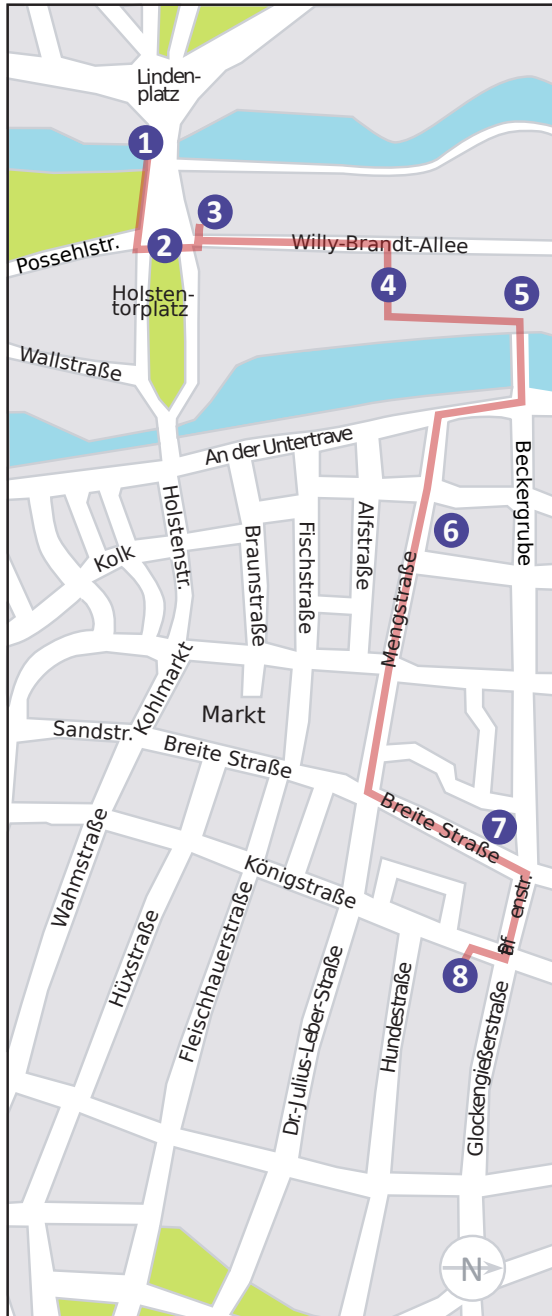 Linden-
platz
1
3
2
Willy-Brandt-Allee
Possehlstr.
4
5
Holsten-
torplatz
Wallstraße
An der Untertrave
Beckergrube
Holstenstr.
Braunstraße
Fischstraße
Alfstraße
6
Kolk
Mengstraße
Kohlmarkt
Markt
Sandstr.
Breite Straße
Breite Straße
7
Wahmstraße
Königstraße
enstr.
8
Hüxstraße
Fleischhauerstraße
Dr.-Julius-Leber-Straße
Hundestraße
Glockengießerstraße
N